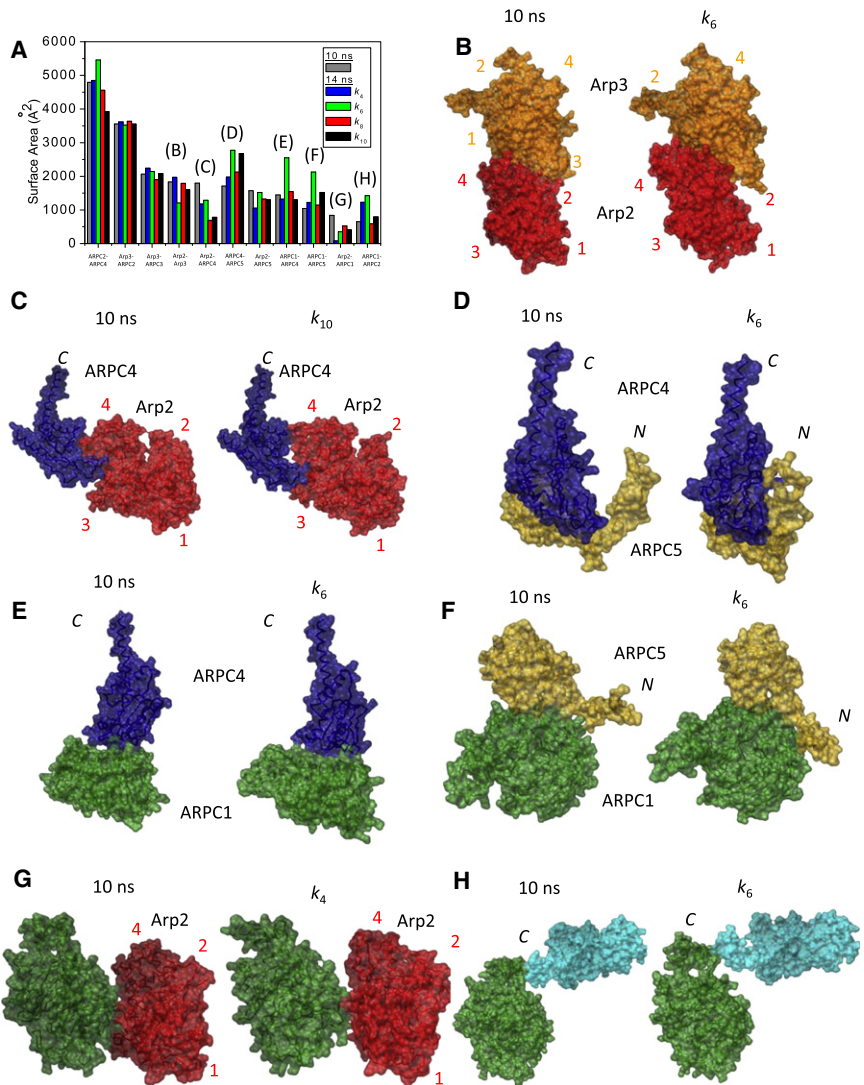 A
6000
5000
4000
3000
2000
1000
0
Surface Area (Å2)
10 ns
14 ns
k4
k6
k8
k10
(B)
(C)
(D)
(E)
(F)
(G)
(H)
ARPC2-ARPC4
Arp3-ARPC2
Arp3-ARPC3
Arp2-Arp3
Arp2-ARPC4
ARPC4-ARPC5
Arp2-ARPC5
ARPC1-ARPC4
ARPC1-ARPC5
Arp2-ARPC1
ARPC1-ARPC2
B
10 ns k6
2 4 Arp3 2 4
1 3
4 2 4 2
Arp2
3 1 3 1
C
10 ns k10
C ARPC4 C ARPC4
4 Arp2 2 4 Arp2 2
3 1 3 1
D
10 ns k6
C ARPC4 C
N N
ARPC5
E
10 ns k6
C C
ARPC4
ARPC1
F
10 ns k6
ARPC5
N N
ARPC1
G
10 ns k4
4 Arp2 2 4 Arp2 2
1 1
H
10 ns k6
C C